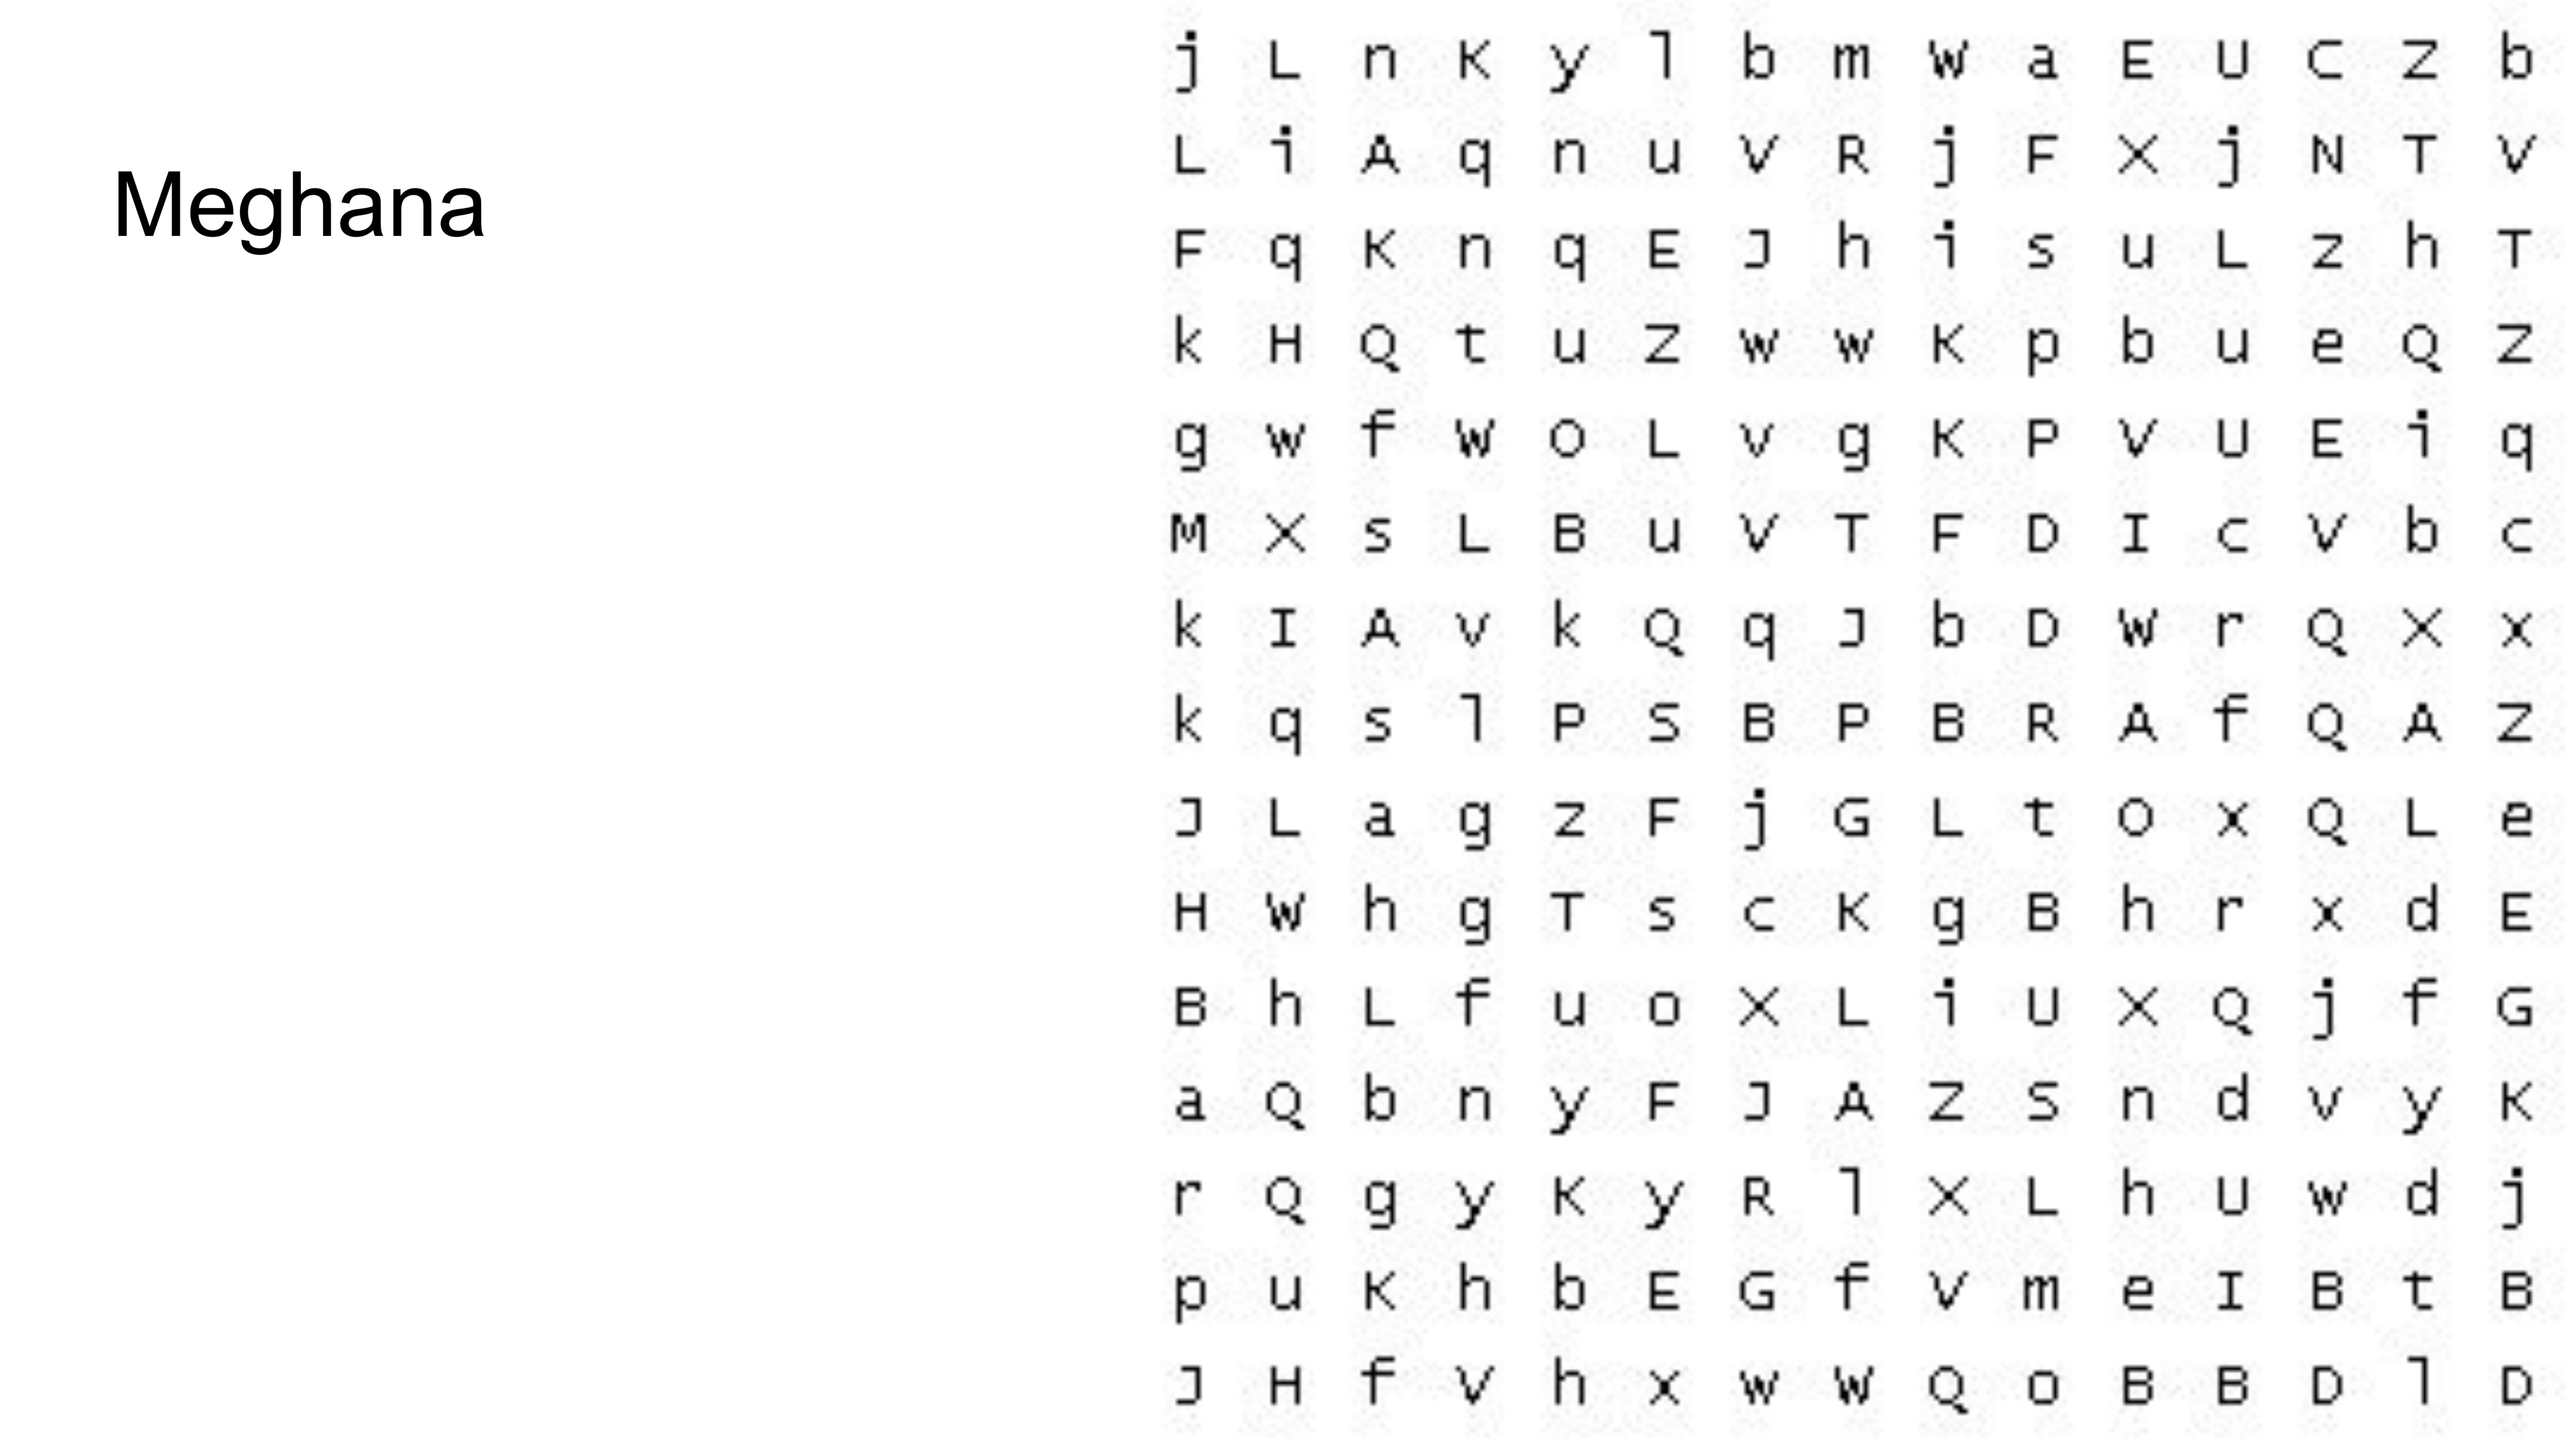 Meghana
j L n K y l b m W a E U C Z b
L i A q n u V R j F X j N T V
F q K n q E J h i s u L z h T
k H Q t u Z w w K p b u e Q Z
g w f W O L v g K P V U E i q
M X s L B u V T F D I c V b c
k I A v k Q q J b D W r Q X x
k q s l P S B P B R A f Q A Z
J L a g z F j G L t O x Q L e
H W h g T s c K g B h r x d E
B h L f u o X L i U X Q j f G
a Q b n y F J A Z S n d v y K
r Q g y K y R l X L h U w d j
p u K h b E G f V m e I B t B
J H f V h x w W Q o B B D l D